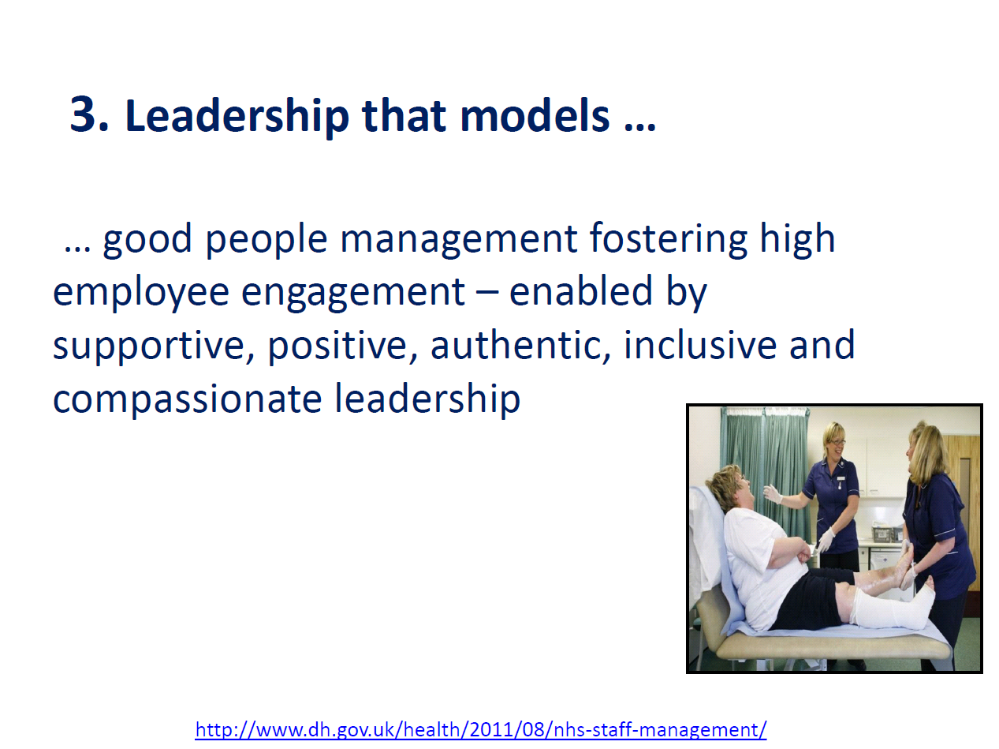 3. Leadership that models …
… good people management fostering high
employee engagement – enabled by
supportive, positive, authentic, inclusive and
compassionate leadership
http://www.dh.gov.uk/health/2011/08/nhs-staff-management/